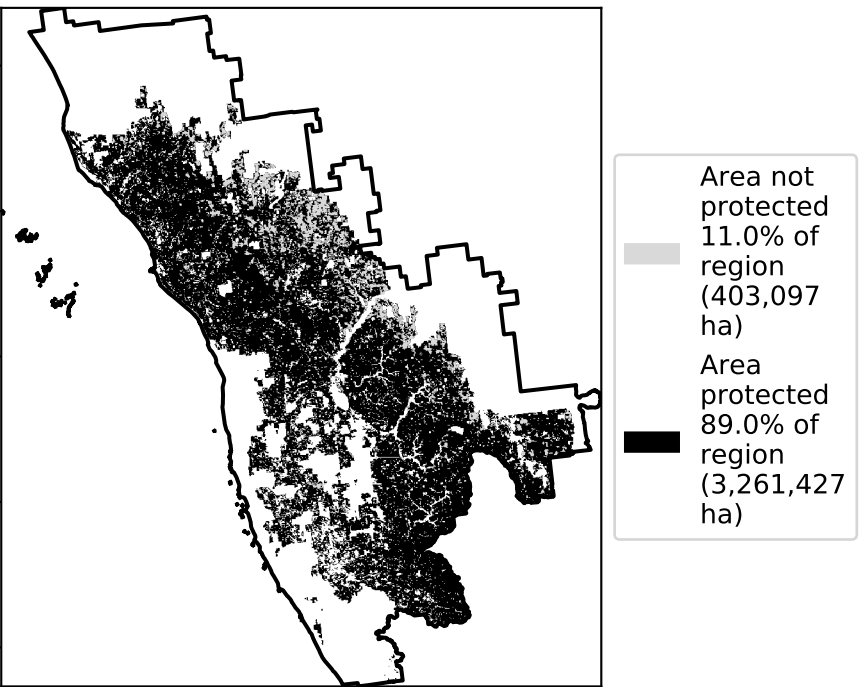 Area not
protected
11.0% of
region
(403,097
ha)
Area
protected
89.0% of
region
(3,261,427
ha)